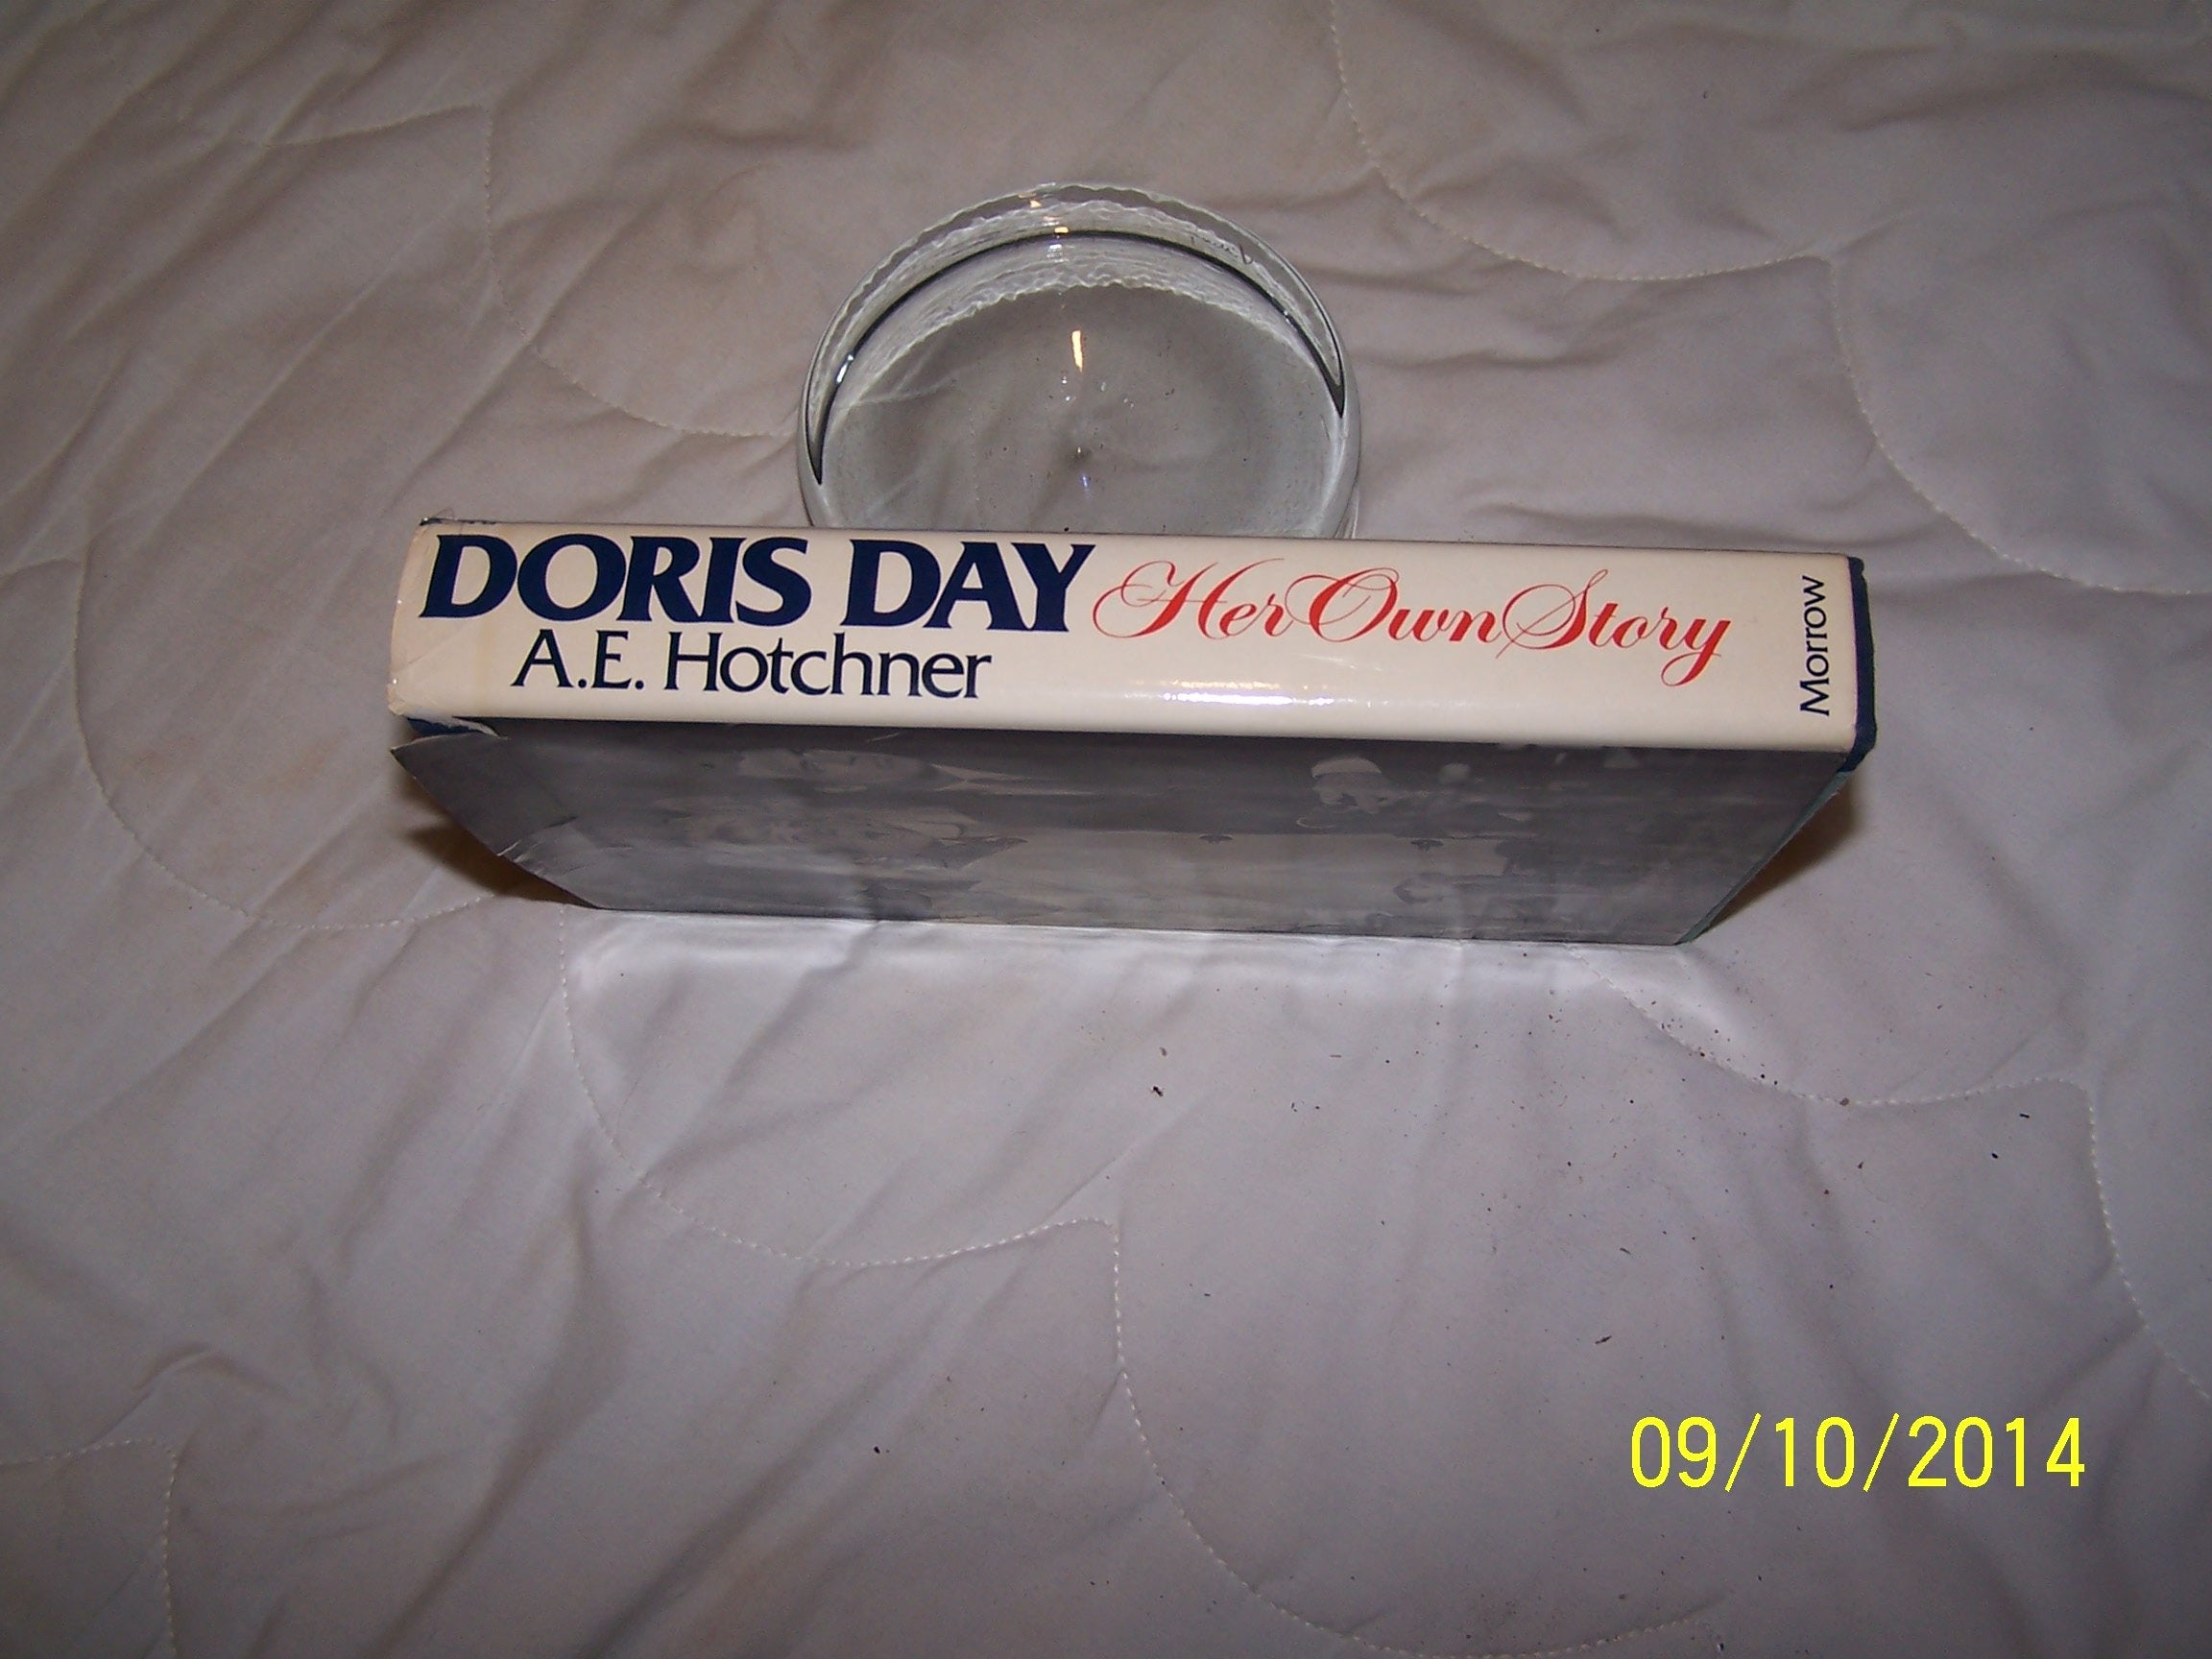 DORIS DAY Her Own Story
A.E. Hotchner
Morrow
09/10/2014